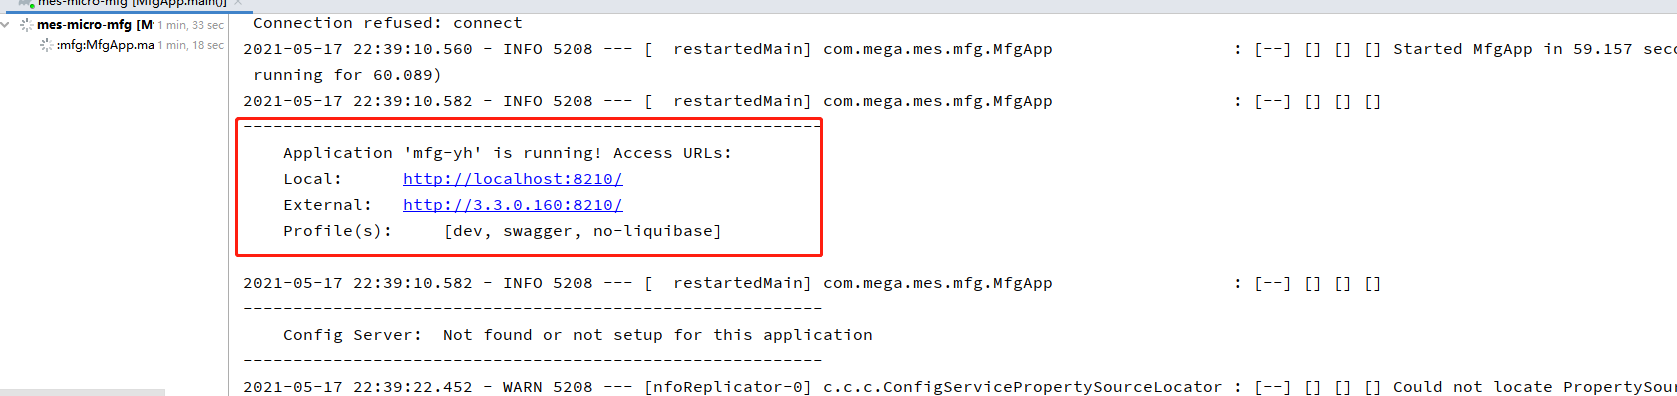 mes-micro-mfg [MfgApp.main()] ×
mes-micro-mfg [M 1 min, 33 sec
:mfg:MfgApp.ma 1 min, 18 sec
Connection refused: connect
2021-05-17 22:39:10.560 - INFO 5208 --- [  restartedMain] com.mega.mes.mfg.MfgApp                  : [--] [] [] [] Started MfgApp in 59.157 seco
running for 60.089)
2021-05-17 22:39:10.582 - INFO 5208 --- [  restartedMain] com.mega.mes.mfg.MfgApp                  : [--] [] [] []
----------------------------------------------------------
Application 'mfg-yh' is running! Access URLs:
Local:      http://localhost:8210/
External:   http://3.3.0.160:8210/
Profile(s):     [dev, swagger, no-liquibase]
2021-05-17 22:39:10.582 - INFO 5208 --- [  restartedMain] com.mega.mes.mfg.MfgApp                  : [--] [] [] []
----------------------------------------------------------
Config Server:  Not found or not setup for this application
----------------------------------------------------------
2021-05-17 22:39:22.452 - WARN 5208 --- [nfoReplicator-0] c.c.c.ConfigServicePropertySourceLocator : [--] [] [] [] Could not locate PropertySour